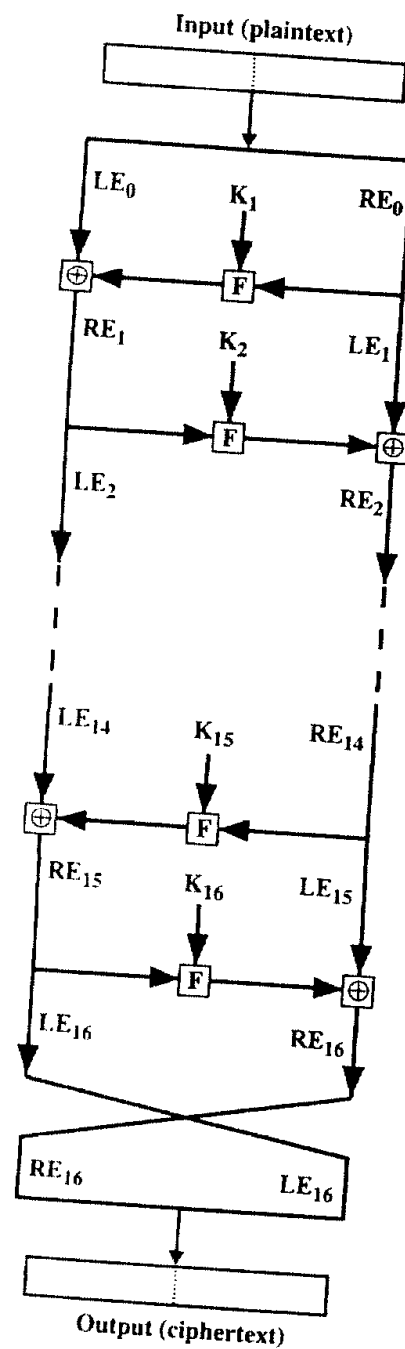 Input (plaintext)
LE₀
K₁
RE₀
⊕
F
RE₁
K₂
LE₁
F
⊕
LE₂
RE₂
LE₁₄
K₁₅
RE₁₄
⊕
F
RE₁₅
K₁₆
LE₁₅
F
⊕
LE₁₆
RE₁₆
RE₁₆
LE₁₆
Output (ciphertext)